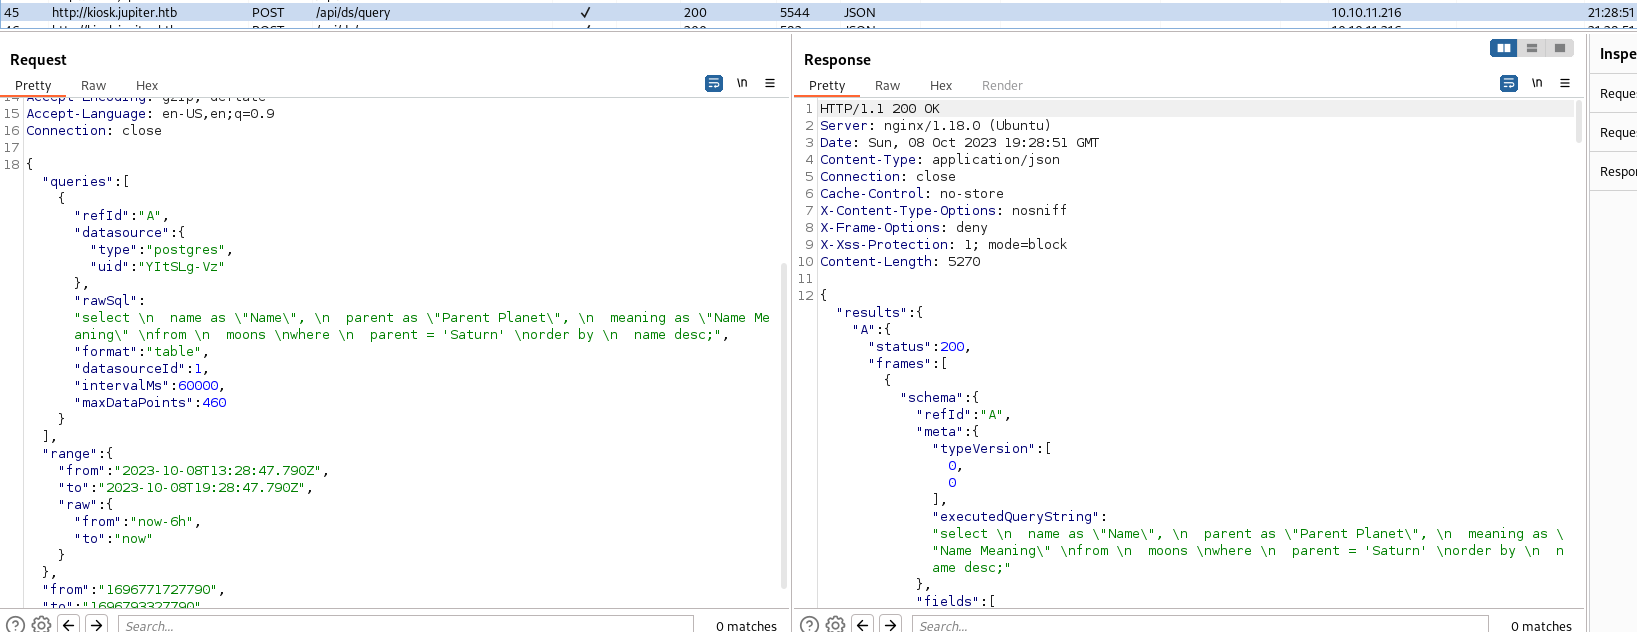 45 http://kiosk.jupiter.htb POST /api/ds/query ✓ 200 5544 JSON 10.10.11.216 21:28:51
Request
Pretty Raw Hex
\n
14 Accept-Encoding: gzip, deflate
15 Accept-Language: en-US,en;q=0.9
16 Connection: close
17
18 {
"queries":[
{
"refId":"A",
"datasource":{
"type":"postgres",
"uid":"YItSLg-Vz"
},
"rawSql":
"select \n  name as \"Name\", \n  parent as \"Parent Planet\", \n  meaning as \"Name Me
aning\" \nfrom \n  moons \nwhere \n  parent = 'Saturn' \norder by \n  name desc;",
"format":"table",
"datasourceId":1,
"intervalMs":60000,
"maxDataPoints":460
}
],
"range":{
"from":"2023-10-08T13:28:47.790Z",
"to":"2023-10-08T19:28:47.790Z",
"raw":{
"from":"now-6h",
"to":"now"
}
},
"from":"1696771727790",
"to":"1696793327790"
Search...
0 matches
Response
Pretty Raw Hex Render
\n
1 HTTP/1.1 200 OK
2 Server: nginx/1.18.0 (Ubuntu)
3 Date: Sun, 08 Oct 2023 19:28:51 GMT
4 Content-Type: application/json
5 Connection: close
6 Cache-Control: no-store
7 X-Content-Type-Options: nosniff
8 X-Frame-Options: deny
9 X-Xss-Protection: 1; mode=block
10 Content-Length: 5270
11
12 {
"results":{
"A":{
"status":200,
"frames":[
{
"schema":{
"refId":"A",
"meta":{
"typeVersion":[
0,
0
],
"executedQueryString":
"select \n  name as \"Name\", \n  parent as \"Parent Planet\", \n  meaning as \
"Name Meaning\" \nfrom \n  moons \nwhere \n  parent = 'Saturn' \norder by \n  n
ame desc;"
},
"fields":[
Search...
0 matches
Inspe
Reque
Reque
Respo